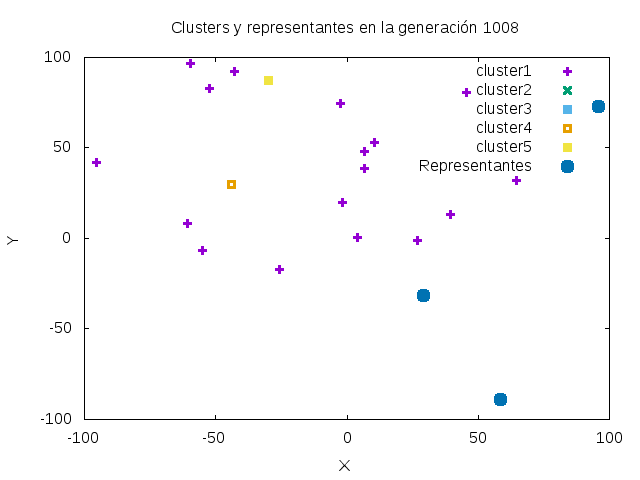 Clusters y representantes en la generación 1008
100
50
0
-50
-100
Y
cluster1
cluster2
cluster3
cluster4
cluster5
Representantes
-100 -50 0 50 100
X